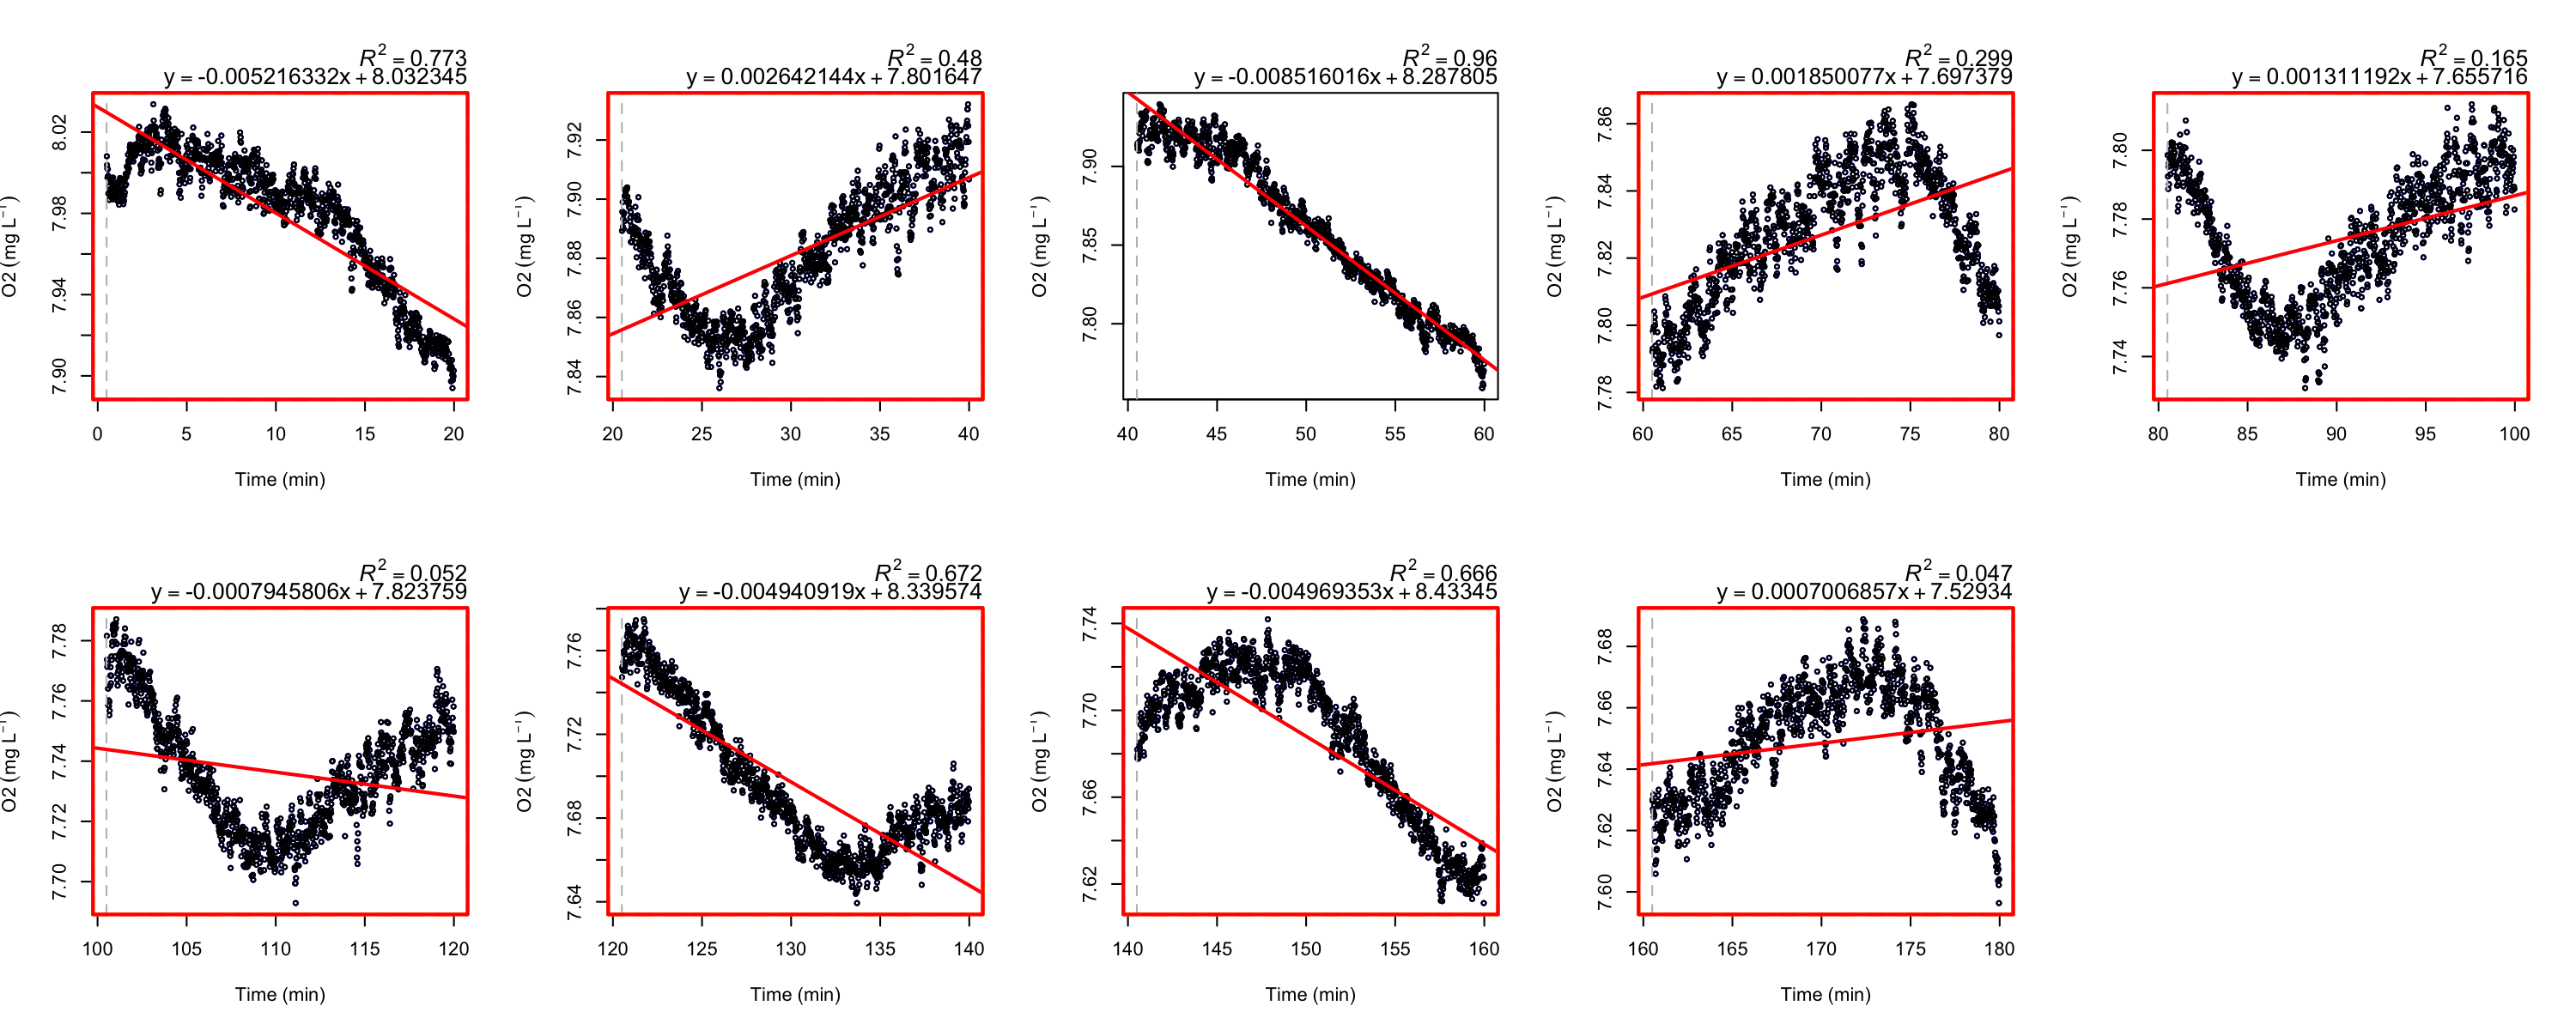 R² = 0.773
y = -0.005216332x + 8.032345
O2 (mg L⁻¹)
8.02
7.98
7.94
7.90
0 5 10 15 20
Time (min)
R² = 0.48
y = 0.002642144x + 7.801647
O2 (mg L⁻¹)
7.92
7.90
7.88
7.86
7.84
20 25 30 35 40
Time (min)
R² = 0.96
y = -0.008516016x + 8.287805
O2 (mg L⁻¹)
7.90
7.85
7.80
40 45 50 55 60
Time (min)
R² = 0.299
y = 0.001850077x + 7.697379
O2 (mg L⁻¹)
7.86
7.84
7.82
7.80
7.78
60 65 70 75 80
Time (min)
R² = 0.165
y = 0.001311192x + 7.655716
O2 (mg L⁻¹)
7.80
7.78
7.76
7.74
80 85 90 95 100
Time (min)
R² = 0.052
y = -0.0007945806x + 7.823759
O2 (mg L⁻¹)
7.78
7.76
7.74
7.72
7.70
100 105 110 115 120
Time (min)
R² = 0.672
y = -0.004940919x + 8.339574
O2 (mg L⁻¹)
7.76
7.72
7.68
7.64
120 125 130 135 140
Time (min)
R² = 0.666
y = -0.004969353x + 8.43345
O2 (mg L⁻¹)
7.74
7.70
7.66
7.62
140 145 150 155 160
Time (min)
R² = 0.047
y = 0.0007006857x + 7.52934
O2 (mg L⁻¹)
7.68
7.66
7.64
7.62
7.60
160 165 170 175 180
Time (min)